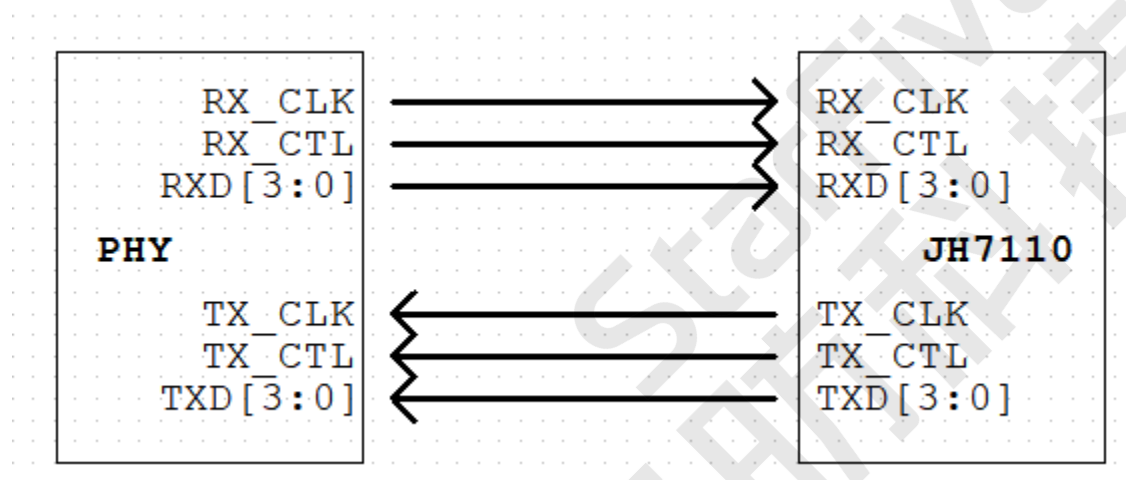 RX_CLK RX_CLK
RX_CTL RX_CTL
RXD[3:0] RXD[3:0]
PHY JH7110
TX_CLK TX_CLK
TX_CTL TX_CTL
TXD[3:0] TXD[3:0]
StarFive